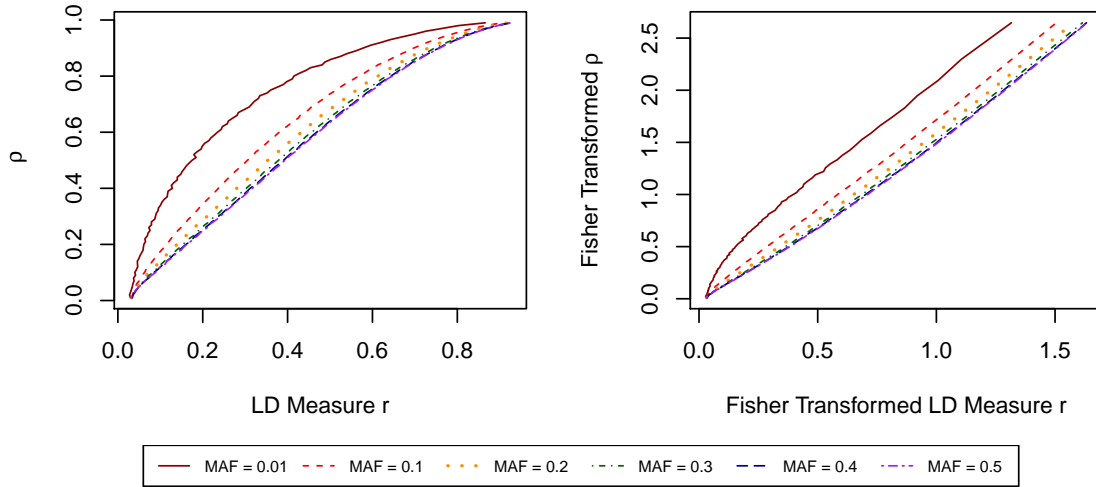 ρ
1.0
0.8
0.6
0.4
0.2
0.0
0.0 0.2 0.4 0.6 0.8
LD Measure r
Fisher Transformed ρ
2.5
2.0
1.5
1.0
0.5
0.0
0.0 0.5 1.0 1.5
Fisher Transformed LD Measure r
MAF = 0.01 MAF = 0.1 MAF = 0.2 MAF = 0.3 MAF = 0.4 MAF = 0.5